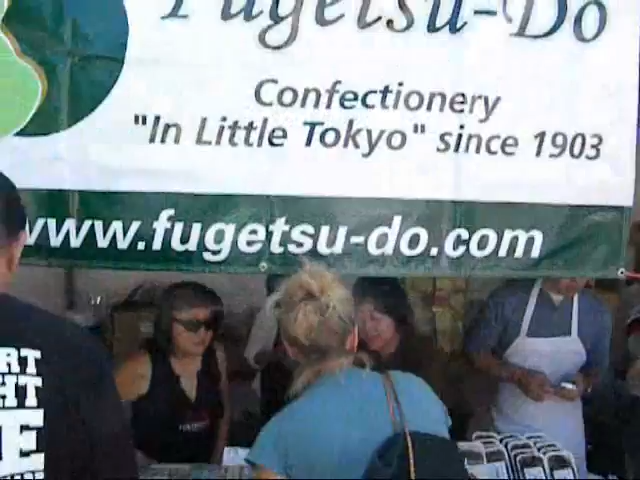 Fugetsu-Do
Confectionery
"In Little Tokyo" since 1903
www.fugetsu-do.com